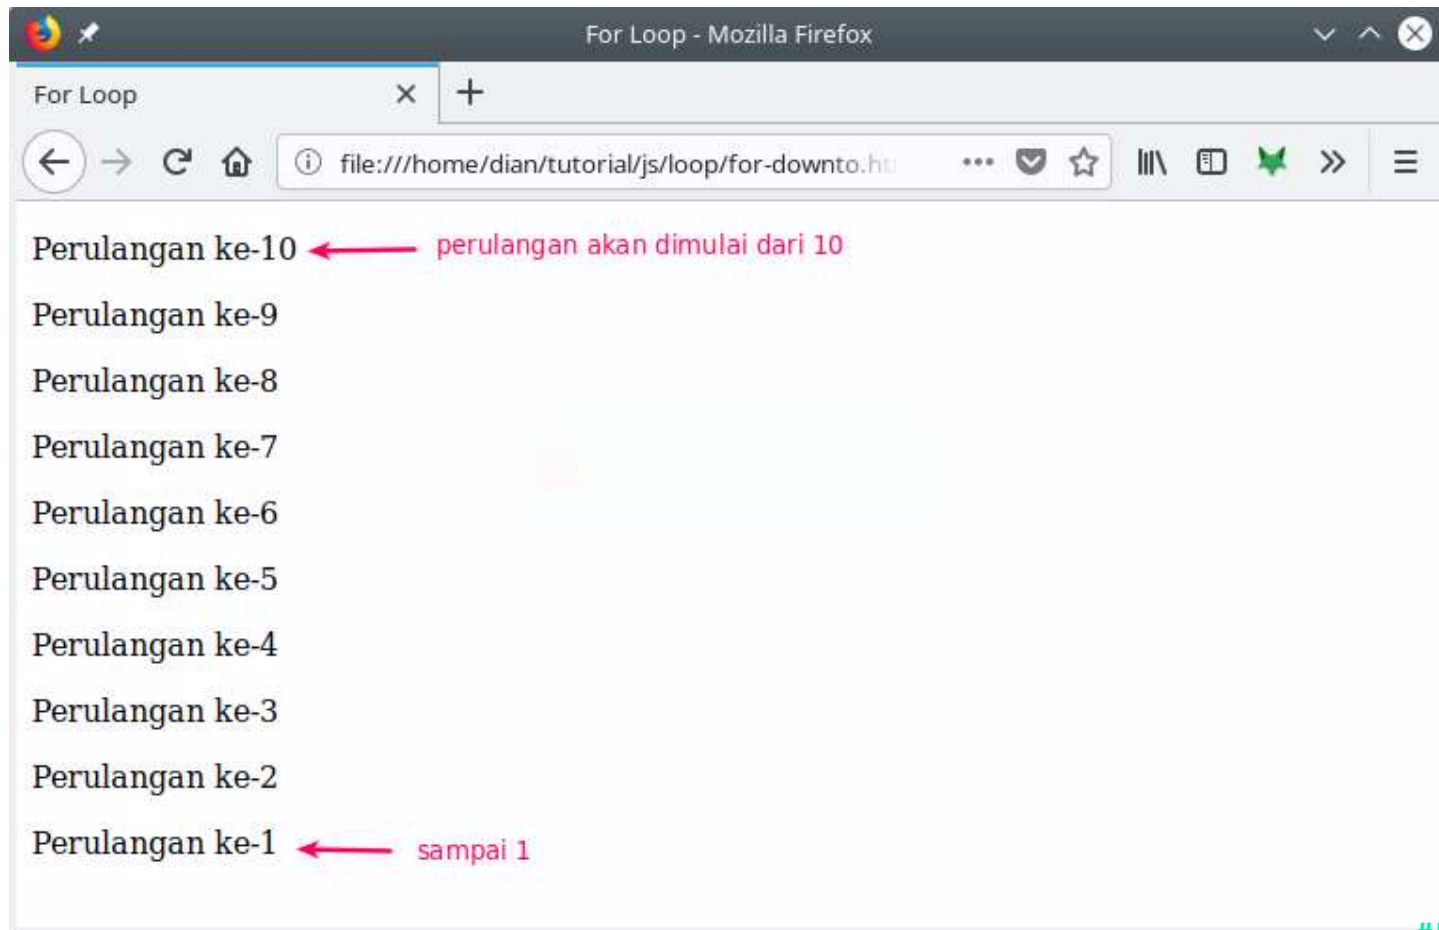 For Loop - Mozilla Firefox
For Loop
file:///home/dian/tutorial/js/loop/for-downto.ht
Perulangan ke-10 perulangan akan dimulai dari 10
Perulangan ke-9
Perulangan ke-8
Perulangan ke-7
Perulangan ke-6
Perulangan ke-5
Perulangan ke-4
Perulangan ke-3
Perulangan ke-2
Perulangan ke-1 sampai 1